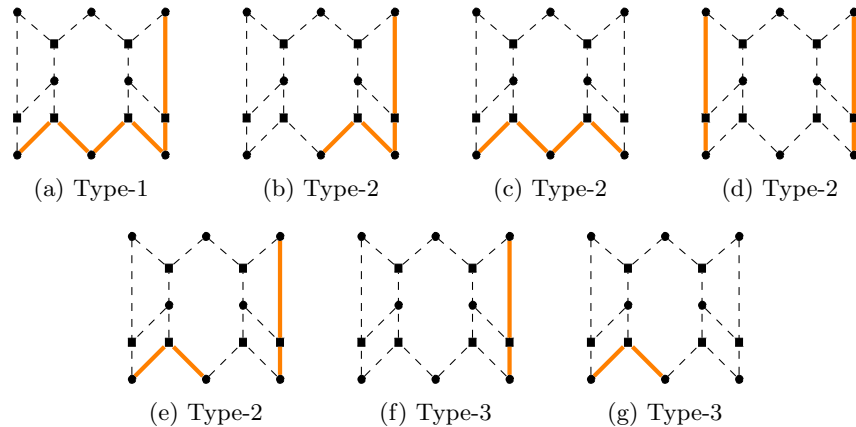 (a) Type-1
(b) Type-2
(c) Type-2
(d) Type-2
(e) Type-2
(f) Type-3
(g) Type-3